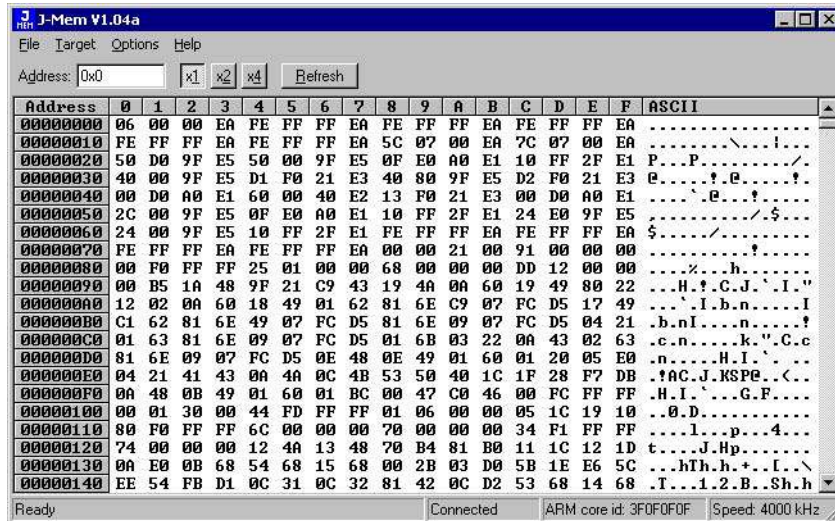 J-Mem V1.04a
File Target Options Help
Address: 0x0 x1 x2 x4 Refresh
Address 0 1 2 3 4 5 6 7 8 9 A B C D E F ASCII
00000000 06 00 00 EA FE FF FF EA FE FF FF EA FE FF FF EA ................
00000010 FE FF FF EA FE FF FF EA 5C 07 00 EA 7C 07 00 EA ........\...|...
00000020 50 D0 9F E5 50 00 9F E5 0F E0 A0 E1 10 FF 2F E1 P...P........./.
00000030 40 00 9F E5 D1 F0 21 E3 40 80 9F E5 D2 F0 21 E3 @.....!.@.....!.
00000040 00 D0 A0 E1 60 00 40 E2 13 F0 21 E3 00 D0 A0 E1 ....`.@...!.....
00000050 2C 00 9F E5 0F E0 A0 E1 10 FF 2F E1 24 E0 9F E5 ,........./.$...
00000060 24 00 9F E5 10 FF 2F E1 FE FF FF EA FE FF FF EA $...../.........
00000070 FE FF FF EA FE FF FF EA 00 00 21 00 91 00 00 00 ..........!.....
00000080 00 F0 FF FF 25 01 00 00 68 00 00 00 DD 12 00 00 ....%...h.......
00000090 00 B5 1A 48 9F 21 C9 43 19 4A 0A 60 19 49 80 22 ...H.!.C.J.`.I."
000000A0 12 02 0A 60 18 49 01 62 81 6E C9 07 FC D5 17 49 ...`.I.b.n.....I
000000B0 C1 62 81 6E 49 07 FC D5 81 6E 09 07 FC D5 04 21 .b.nI....n.....!
000000C0 01 63 81 6E 09 07 FC D5 01 6B 03 22 0A 43 02 63 .c.n.....k.".C.c
000000D0 81 6E 09 07 FC D5 0E 48 0E 49 01 60 01 20 05 E0 .n.....H.I.`. ..
000000E0 04 21 41 43 0A 4A 0C 4B 53 50 40 1C 1F 28 F7 DB .!AC.J.KSP@..(..
000000F0 0A 48 0B 49 01 60 01 BC 00 47 C0 46 00 FC FF FF .H.I.`...G.F....
00000100 00 01 30 00 44 FD FF FF 01 06 00 00 05 1C 19 10 ..0.D...........
00000110 80 F0 FF FF 6C 00 00 00 70 00 00 00 34 F1 FF FF ....l...p...4...
00000120 74 00 00 00 12 4A 13 48 70 B4 81 B0 11 1C 12 1D t....J.Hp.......
00000130 0A E0 0B 68 54 68 15 68 00 2B 03 D0 5B 1E E6 5C ...hTh.h.+..[..\
00000140 EE 54 FB D1 0C 31 0C 32 81 42 0C D2 53 68 14 68 .T...1.2.B..Sh.h
Ready Connected ARM core id: 3F0F0F0F Speed: 4000 kHz